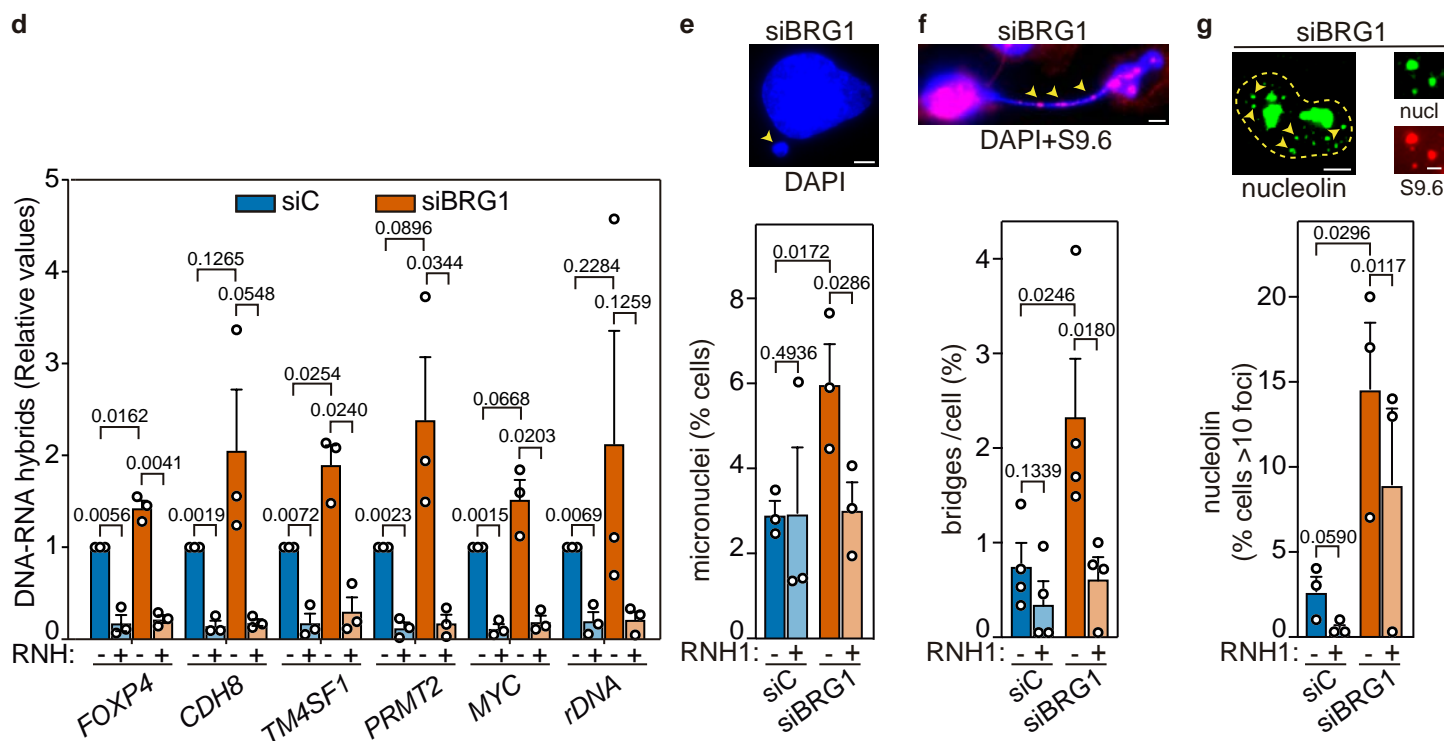 d
DNA-RNA hybrids (Relative values)
5
4
3
2
1
0
siC
siBRG1
0.0162
0.0041
0.0056
0.1265
0.0548
0.0019
0.0254
0.0240
0.0072
0.0896
0.0344
0.0023
0.0668
0.0203
0.0015
0.2284
0.1259
0.0069
RNH: - + - + - + - + - + - + - + - + - + - + - + - +
FOXP4
CDH8
TM4SF1
PRMT2
MYC
rDNA
e
siBRG1
DAPI
micronuclei (% cells)
8
6
4
2
0
0.0172
0.0286
0.4936
RNH1: - + - +
siC
siBRG1
f
siBRG1
DAPI+S9.6
bridges /cell (%)
4
3
2
1
0
0.0246
0.0180
0.1339
RNH1: - + - +
siC
siBRG1
g
siBRG1
nucleolin
nucl
S9.6
nucleolin
(% cells >10 foci)
20
15
10
5
0
0.0296
0.0117
0.0590
RNH1: - + - +
siC
siBRG1